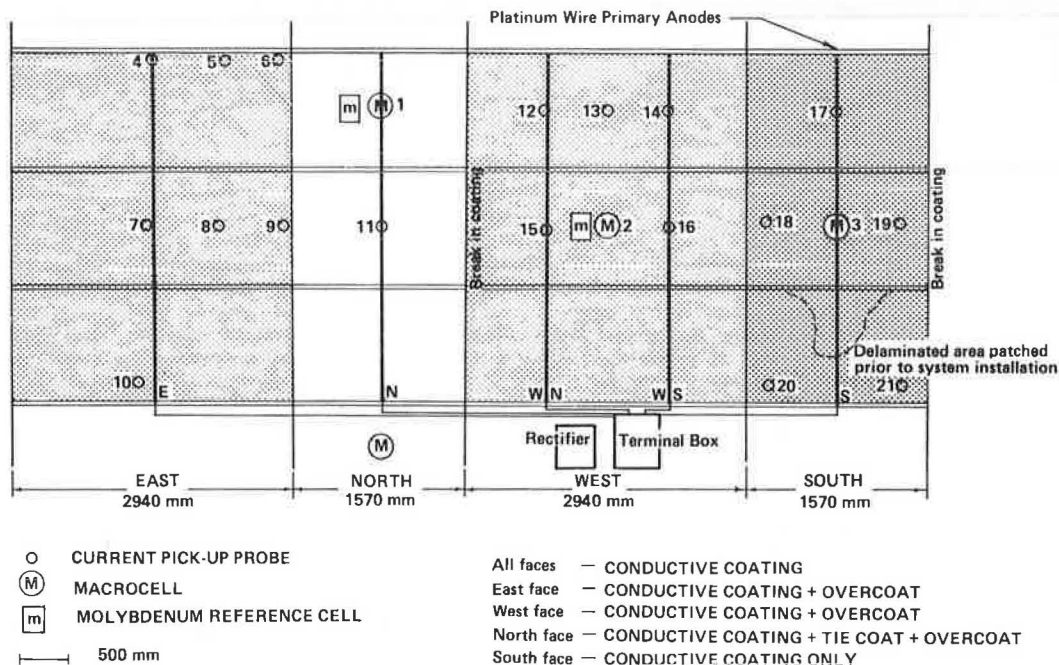 Platinum Wire Primary Anodes
4 5 6
m M 1
12 13 14 17
Break in coating
Break in coating
7 8 9 11 15 m M 2 16 18 M 3 19
Delaminated area patched
prior to system installation
10 20 21
E N W N W S S
M
Rectifier Terminal Box
EAST NORTH WEST SOUTH
2940 mm 1570 mm 2940 mm 1570 mm
CURRENT PICK-UP PROBE
M MACROCELL
m MOLYBDENUM REFERENCE CELL
500 mm
All faces — CONDUCTIVE COATING
East face — CONDUCTIVE COATING + OVERCOAT
West face — CONDUCTIVE COATING + OVERCOAT
North face — CONDUCTIVE COATING + TIE COAT + OVERCOAT
South face — CONDUCTIVE COATING ONLY